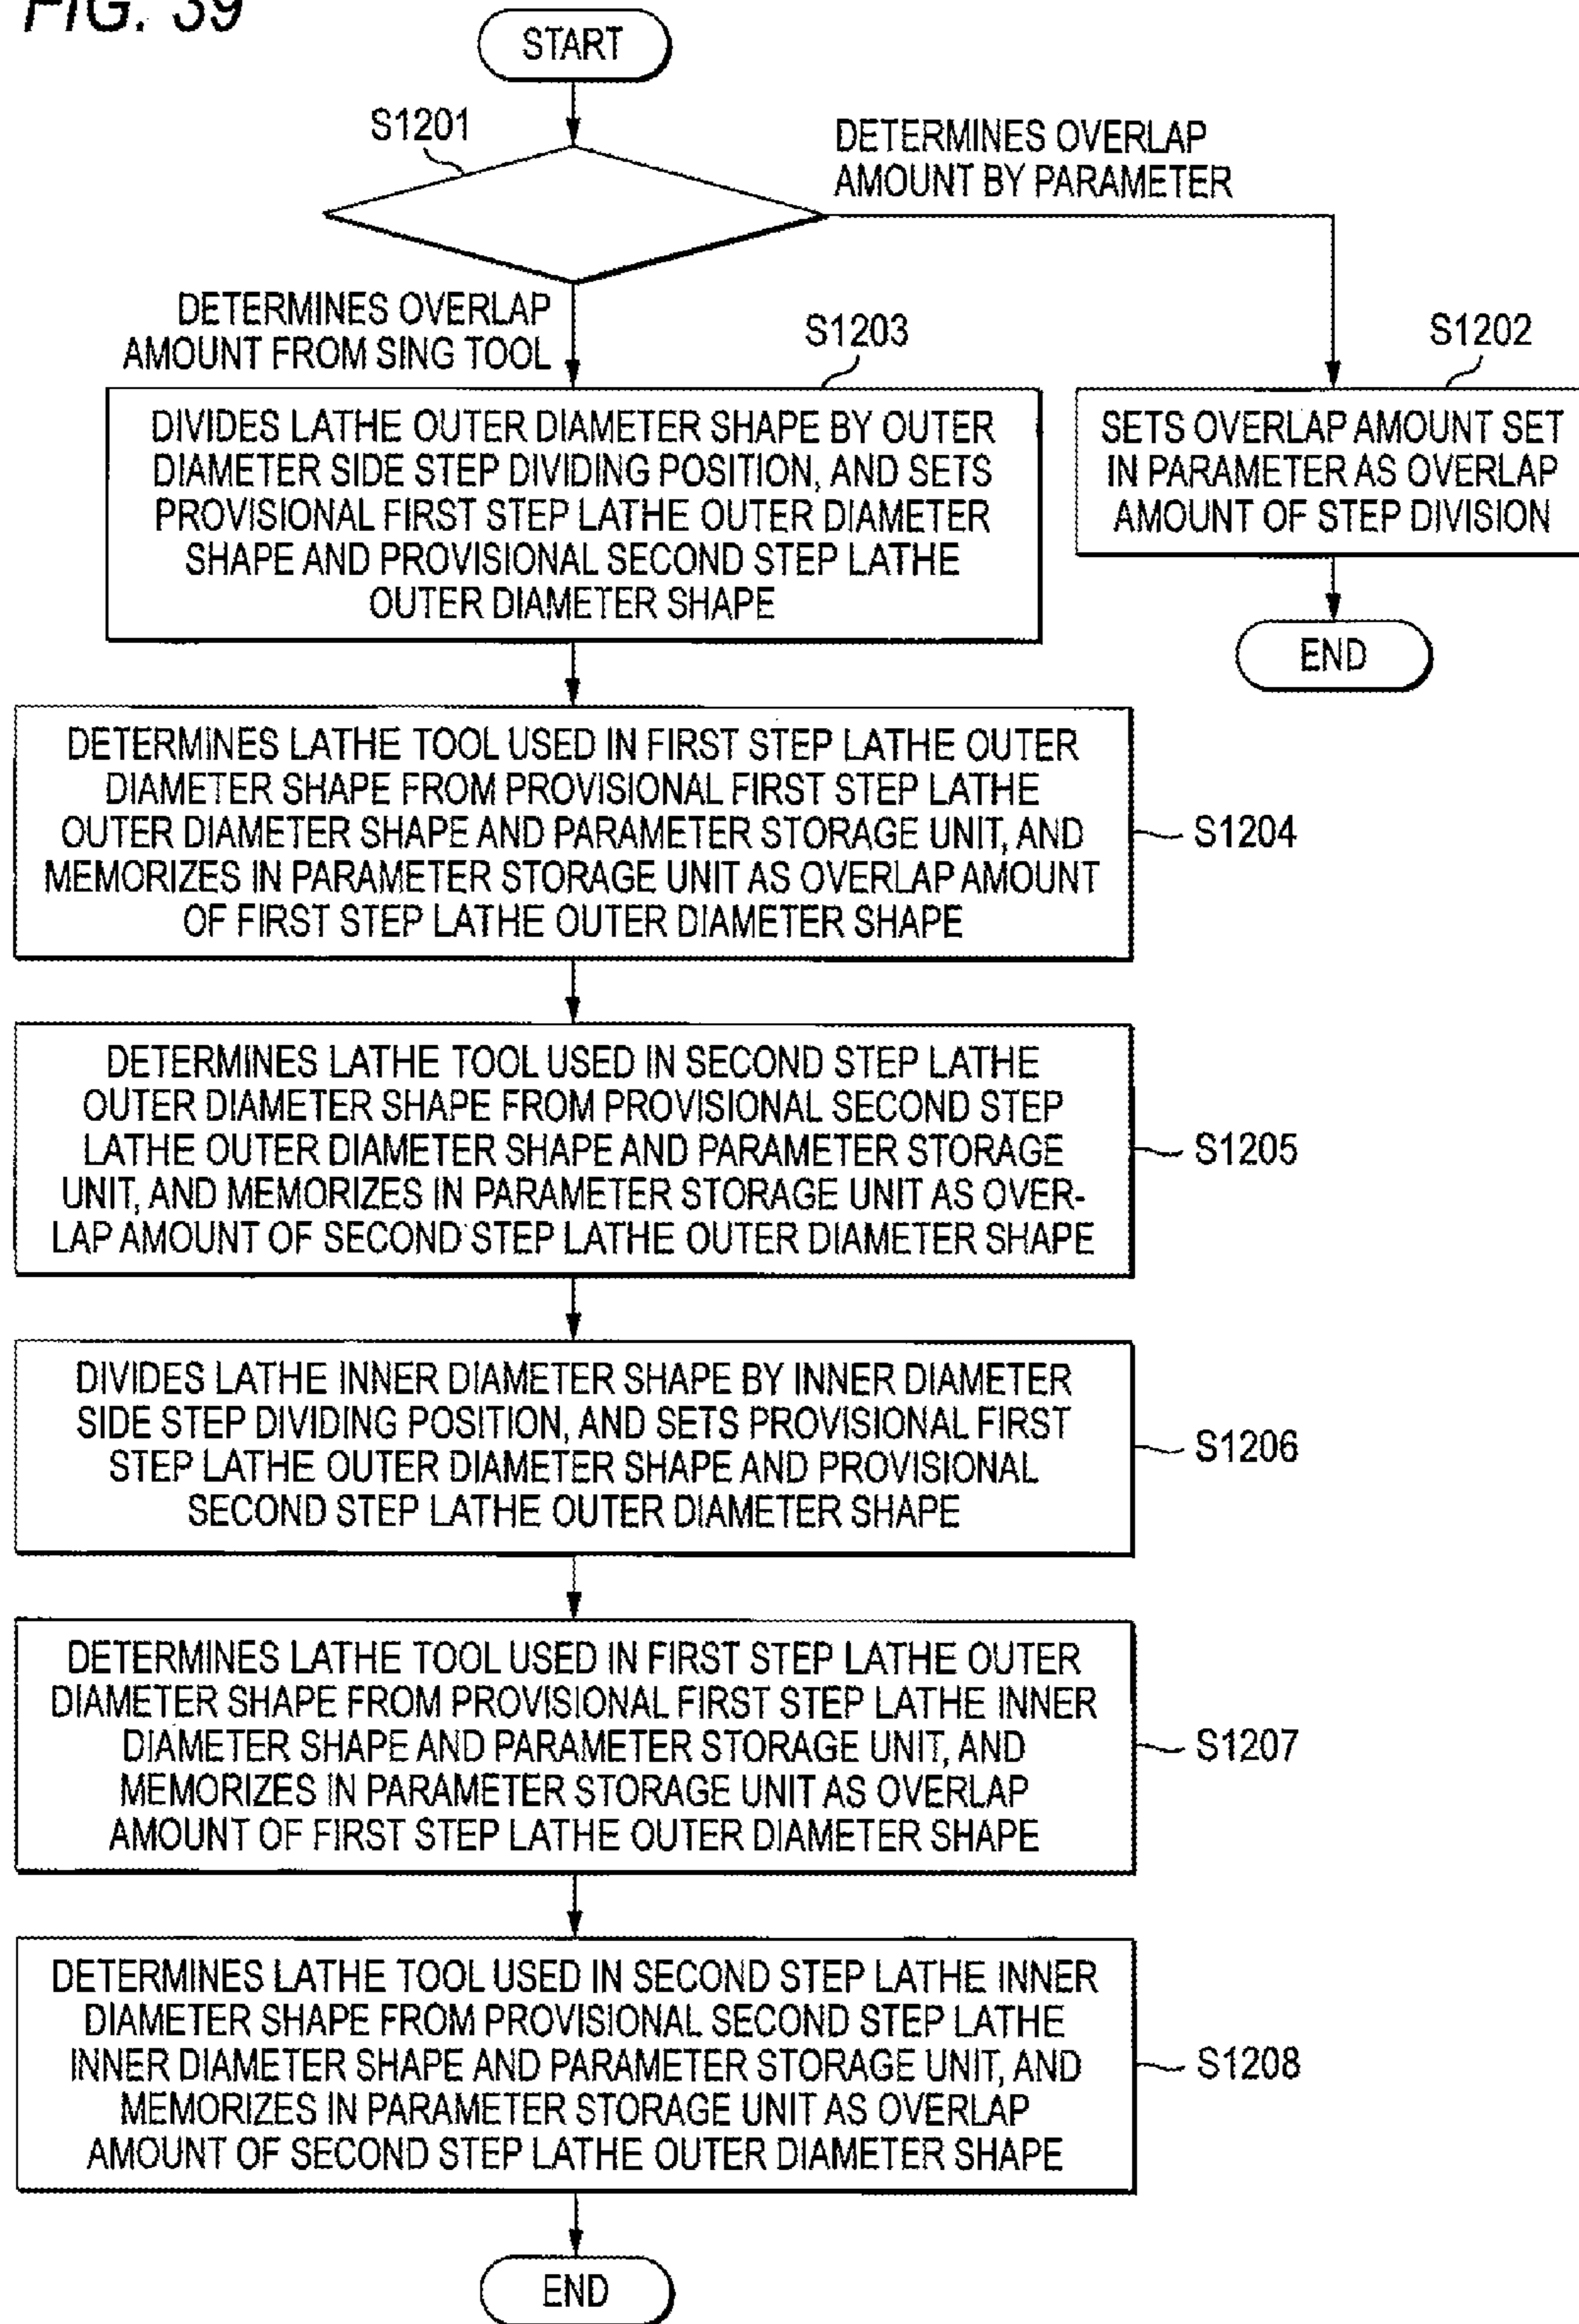 FIG. 39
START
S1201
DETERMINES OVERLAP
AMOUNT BY PARAMETER
DETERMINES OVERLAP
AMOUNT FROM SING TOOL
S1203
S1202
DIVIDES LATHE OUTER DIAMETER SHAPE BY OUTER
DIAMETER SIDE STEP DIVIDING POSITION, AND SETS
PROVISIONAL FIRST STEP LATHE OUTER DIAMETER
SHAPE AND PROVISIONAL SECOND STEP LATHE
OUTER DIAMETER SHAPE
SETS OVERLAP AMOUNT SET
IN PARAMETER AS OVERLAP
AMOUNT OF STEP DIVISION
END
DETERMINES LATHE TOOL USED IN FIRST STEP LATHE OUTER
DIAMETER SHAPE FROM PROVISIONAL FIRST STEP LATHE
OUTER DIAMETER SHAPE AND PARAMETER STORAGE UNIT, AND
MEMORIZES IN PARAMETER STORAGE UNIT AS OVERLAP AMOUNT
OF FIRST STEP LATHE OUTER DIAMETER SHAPE
S1204
DETERMINES LATHE TOOL USED IN SECOND STEP LATHE
OUTER DIAMETER SHAPE FROM PROVISIONAL SECOND STEP
LATHE OUTER DIAMETER SHAPE AND PARAMETER STORAGE
UNIT, AND MEMORIZES IN PARAMETER STORAGE UNIT AS OVER-
LAP AMOUNT OF SECOND STEP LATHE OUTER DIAMETER SHAPE
S1205
DIVIDES LATHE INNER DIAMETER SHAPE BY INNER DIAMETER
SIDE STEP DIVIDING POSITION, AND SETS PROVISIONAL FIRST
STEP LATHE OUTER DIAMETER SHAPE AND PROVISIONAL
SECOND STEP LATHE OUTER DIAMETER SHAPE
S1206
DETERMINES LATHE TOOL USED IN FIRST STEP LATHE OUTER
DIAMETER SHAPE FROM PROVISIONAL FIRST STEP LATHE INNER
DIAMETER SHAPE AND PARAMETER STORAGE UNIT, AND
MEMORIZES IN PARAMETER STORAGE UNIT AS OVERLAP
AMOUNT OF FIRST STEP LATHE OUTER DIAMETER SHAPE
S1207
DETERMINES LATHE TOOL USED IN SECOND STEP LATHE INNER
DIAMETER SHAPE FROM PROVISIONAL SECOND STEP LATHE
INNER DIAMETER SHAPE AND PARAMETER STORAGE UNIT, AND
MEMORIZES IN PARAMETER STORAGE UNIT AS OVERLAP
AMOUNT OF SECOND STEP LATHE OUTER DIAMETER SHAPE
S1208
END